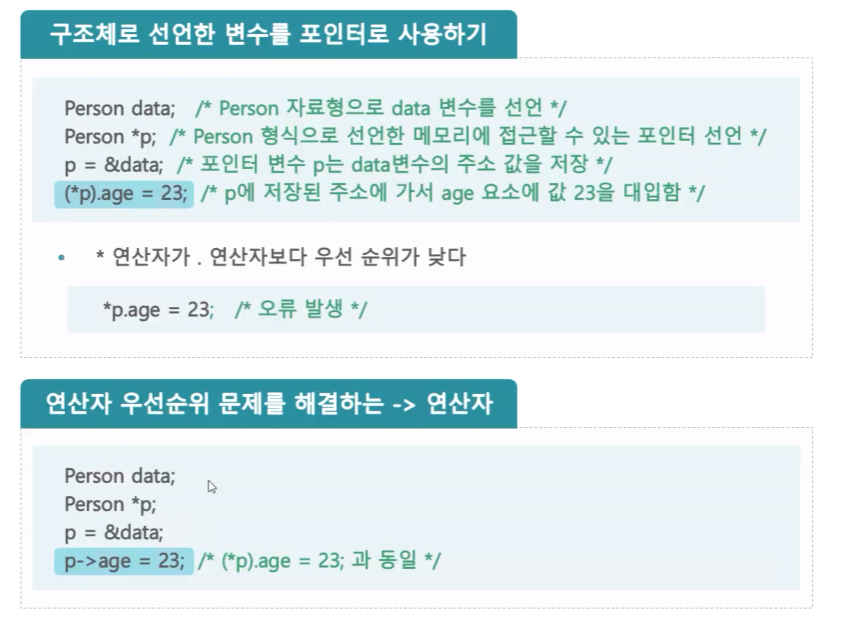 구조체로 선언한 변수를 포인터로 사용하기
Person data; /* Person 자료형으로 data 변수를 선언 */
Person *p; /* Person 형식으로 선언한 메모리에 접근할 수 있는 포인터 선언 */
p = &data; /* 포인터 변수 p는 data변수의 주소 값을 저장 */
(*p).age = 23; /* p에 저장된 주소에 가서 age 요소에 값 23을 대입함 */
• * 연산자가 . 연산자보다 우선 순위가 낮다
*p.age = 23; /* 오류 발생 */
연산자 우선순위 문제를 해결하는 -> 연산자
Person data;
Person *p;
p = &data;
p->age = 23; /* (*p).age = 23; 과 동일 */